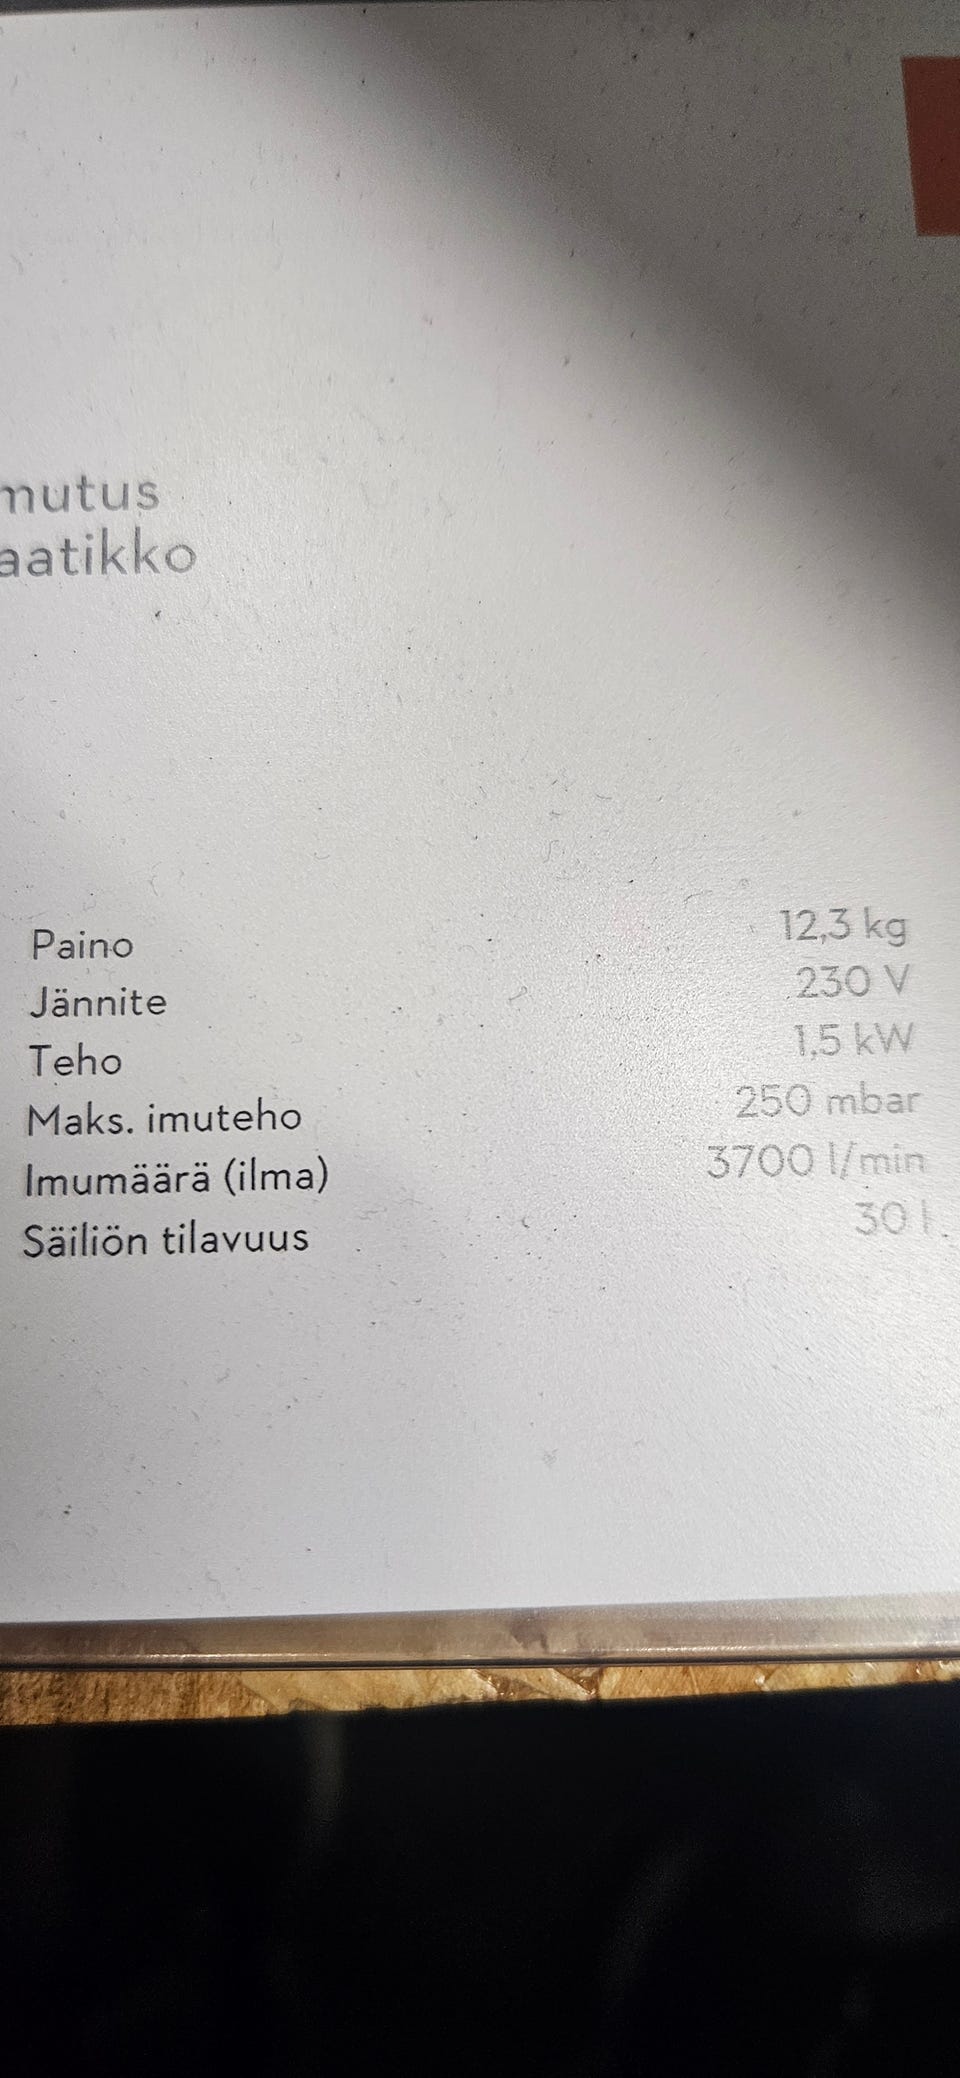 mutus
aatikko
Paino 12,3 kg
Jännite 230 V
Teho 1,5 kW
Maks. imuteho 250 mbar
Imumäärä (ilma) 3700 l/min
Säiliön tilavuus 30 l